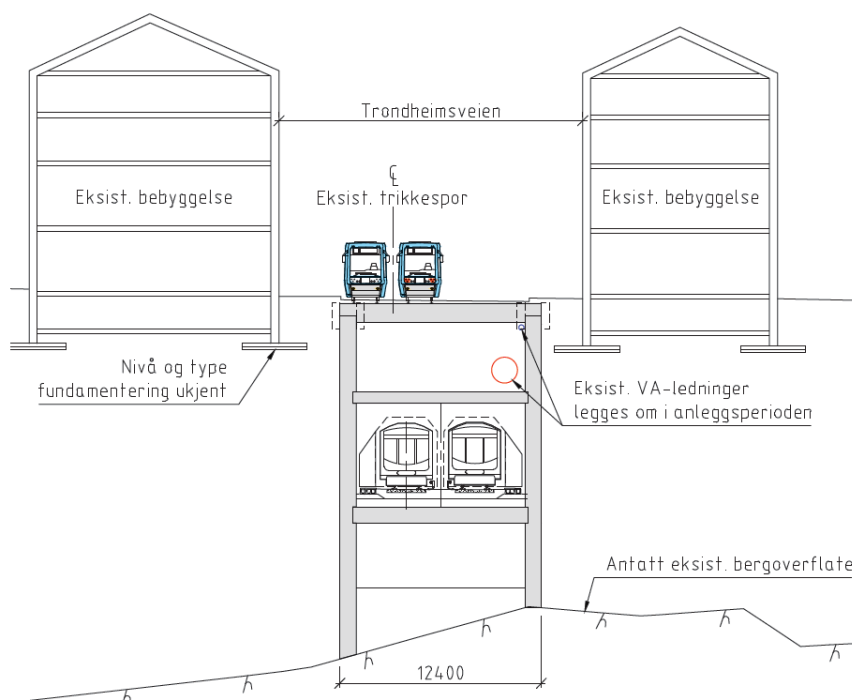 Trondheimsveien
Eksist. bebyggelse
℄
Eksist. trikkespor
Eksist. bebyggelse
Nivå og type
fundamentering ukjent
Eksist. VA-ledninger
legges om i anleggsperioden
Antatt eksist. bergoverflate
12400